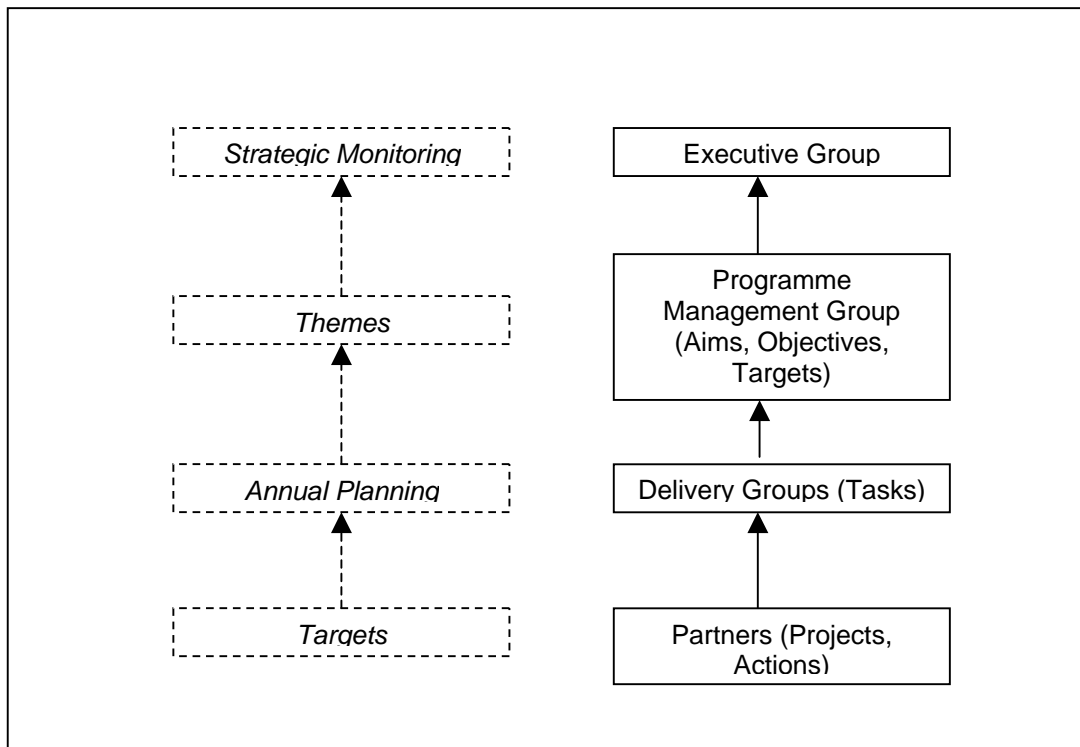 Strategic Monitoring
Executive Group
Themes
Programme
Management Group
(Aims, Objectives,
Targets)
Annual Planning
Delivery Groups (Tasks)
Targets
Partners (Projects,
Actions)